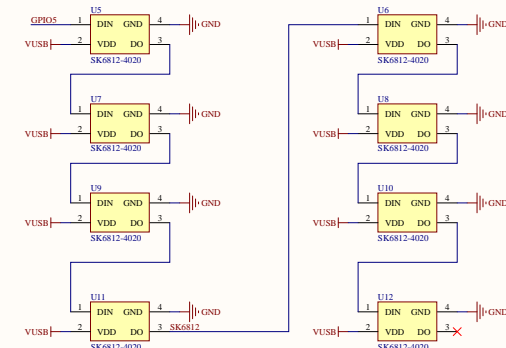 U5
GPIO5 1 DIN GND 4 GND
VUSB 2 VDD DO 3
SK6812-4020
U7
1 DIN GND 4 GND
VUSB 2 VDD DO 3
SK6812-4020
U9
1 DIN GND 4 GND
VUSB 2 VDD DO 3
SK6812-4020
U11
1 DIN GND 4 GND
VUSB 2 VDD DO 3 SK6812
SK6812-4020
U6
1 DIN GND 4 GND
VUSB 2 VDD DO 3
SK6812-4020
U8
1 DIN GND 4 GND
VUSB 2 VDD DO 3
SK6812-4020
U10
1 DIN GND 4 GND
VUSB 2 VDD DO 3
SK6812-4020
U12
1 DIN GND 4 GND
VUSB 2 VDD DO 3
SK6812-4020